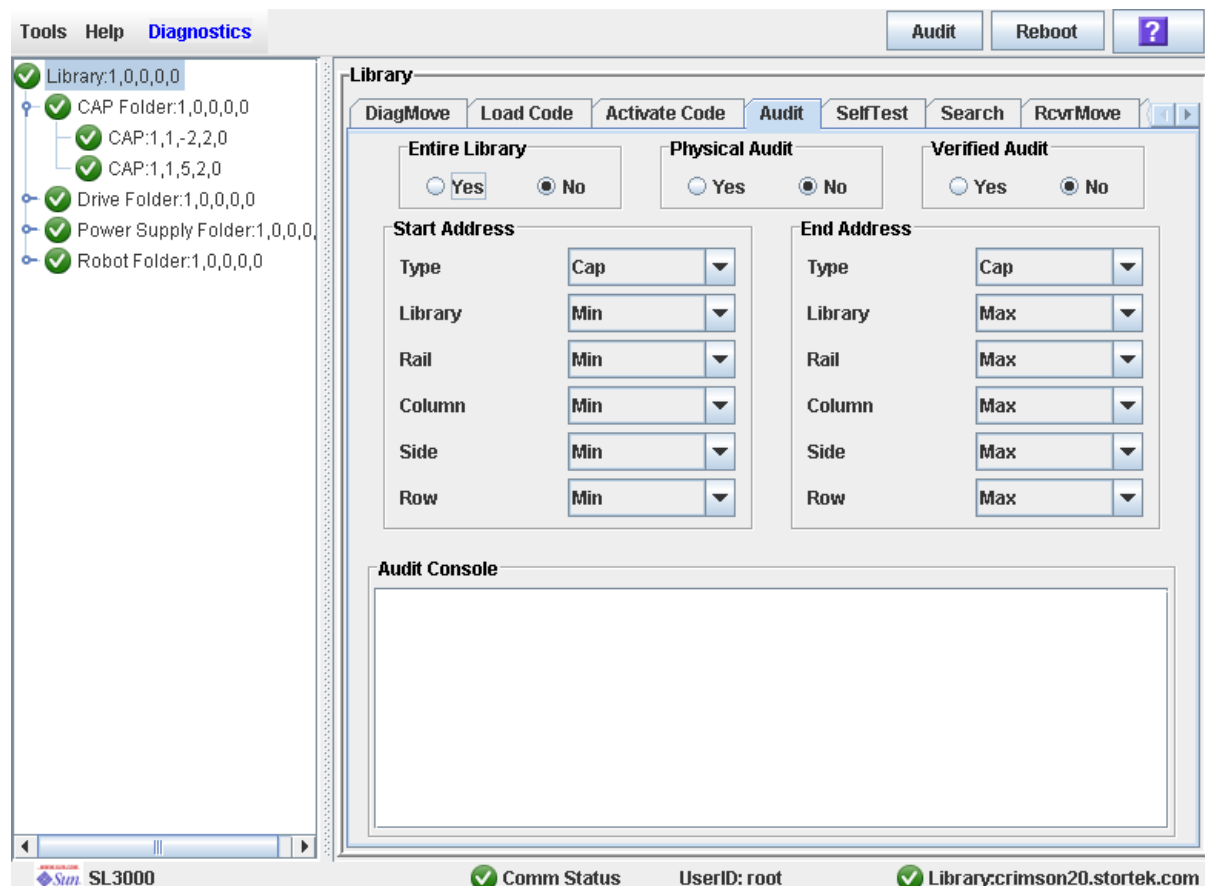 Tools Help Diagnostics Audit Reboot ?
Library:1,0,0,0,0
CAP Folder:1,0,0,0,0
CAP:1,1,-2,2,0
CAP:1,1,5,2,0
Drive Folder:1,0,0,0,0
Power Supply Folder:1,0,0,0,
Robot Folder:1,0,0,0,0
Library
DiagMove Load Code Activate Code Audit SelfTest Search RcvrMove
Entire Library Physical Audit Verified Audit
Yes No Yes No Yes No
Start Address End Address
Type Cap Type Cap
Library Min Library Max
Rail Min Rail Max
Column Min Column Max
Side Min Side Max
Row Min Row Max
Audit Console
WWW.SUN.COM
Sun SL3000 Comm Status UserID: root Library:crimson20.stortek.com